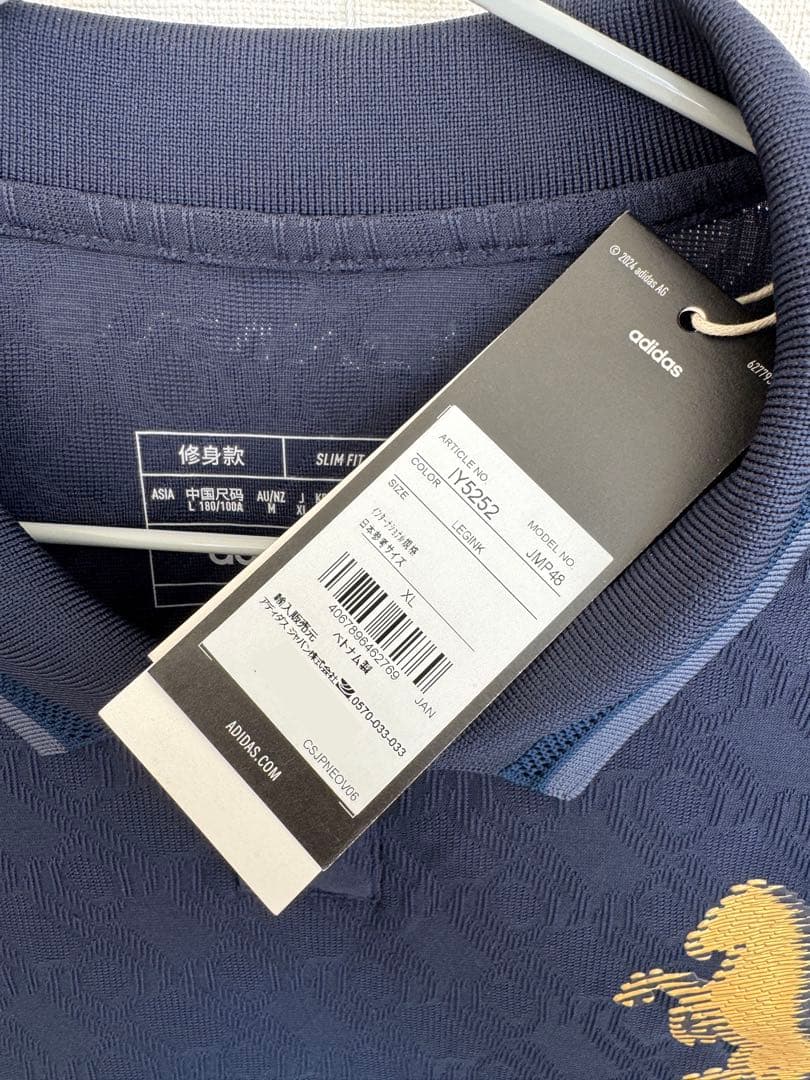 © 2024 adidas AG
adidas
62779
ARTICLE NO.
IY5252
MODEL NO.
JMP48
COLOR
LEGINK
SIZE
ｲﾝﾀｰﾅｼｮﾅﾙ規格
日本参考サイズ
XL
4067898462769
JAN
輸入販売元
ベトナム製
アディダス ジャパン株式会社
0570-033-033
CSJPNEOV06
ADIDAS.COM
修身款
SLIM FIT
ASIA
中国尺码
L 180/100A
AU/NZ
M
J